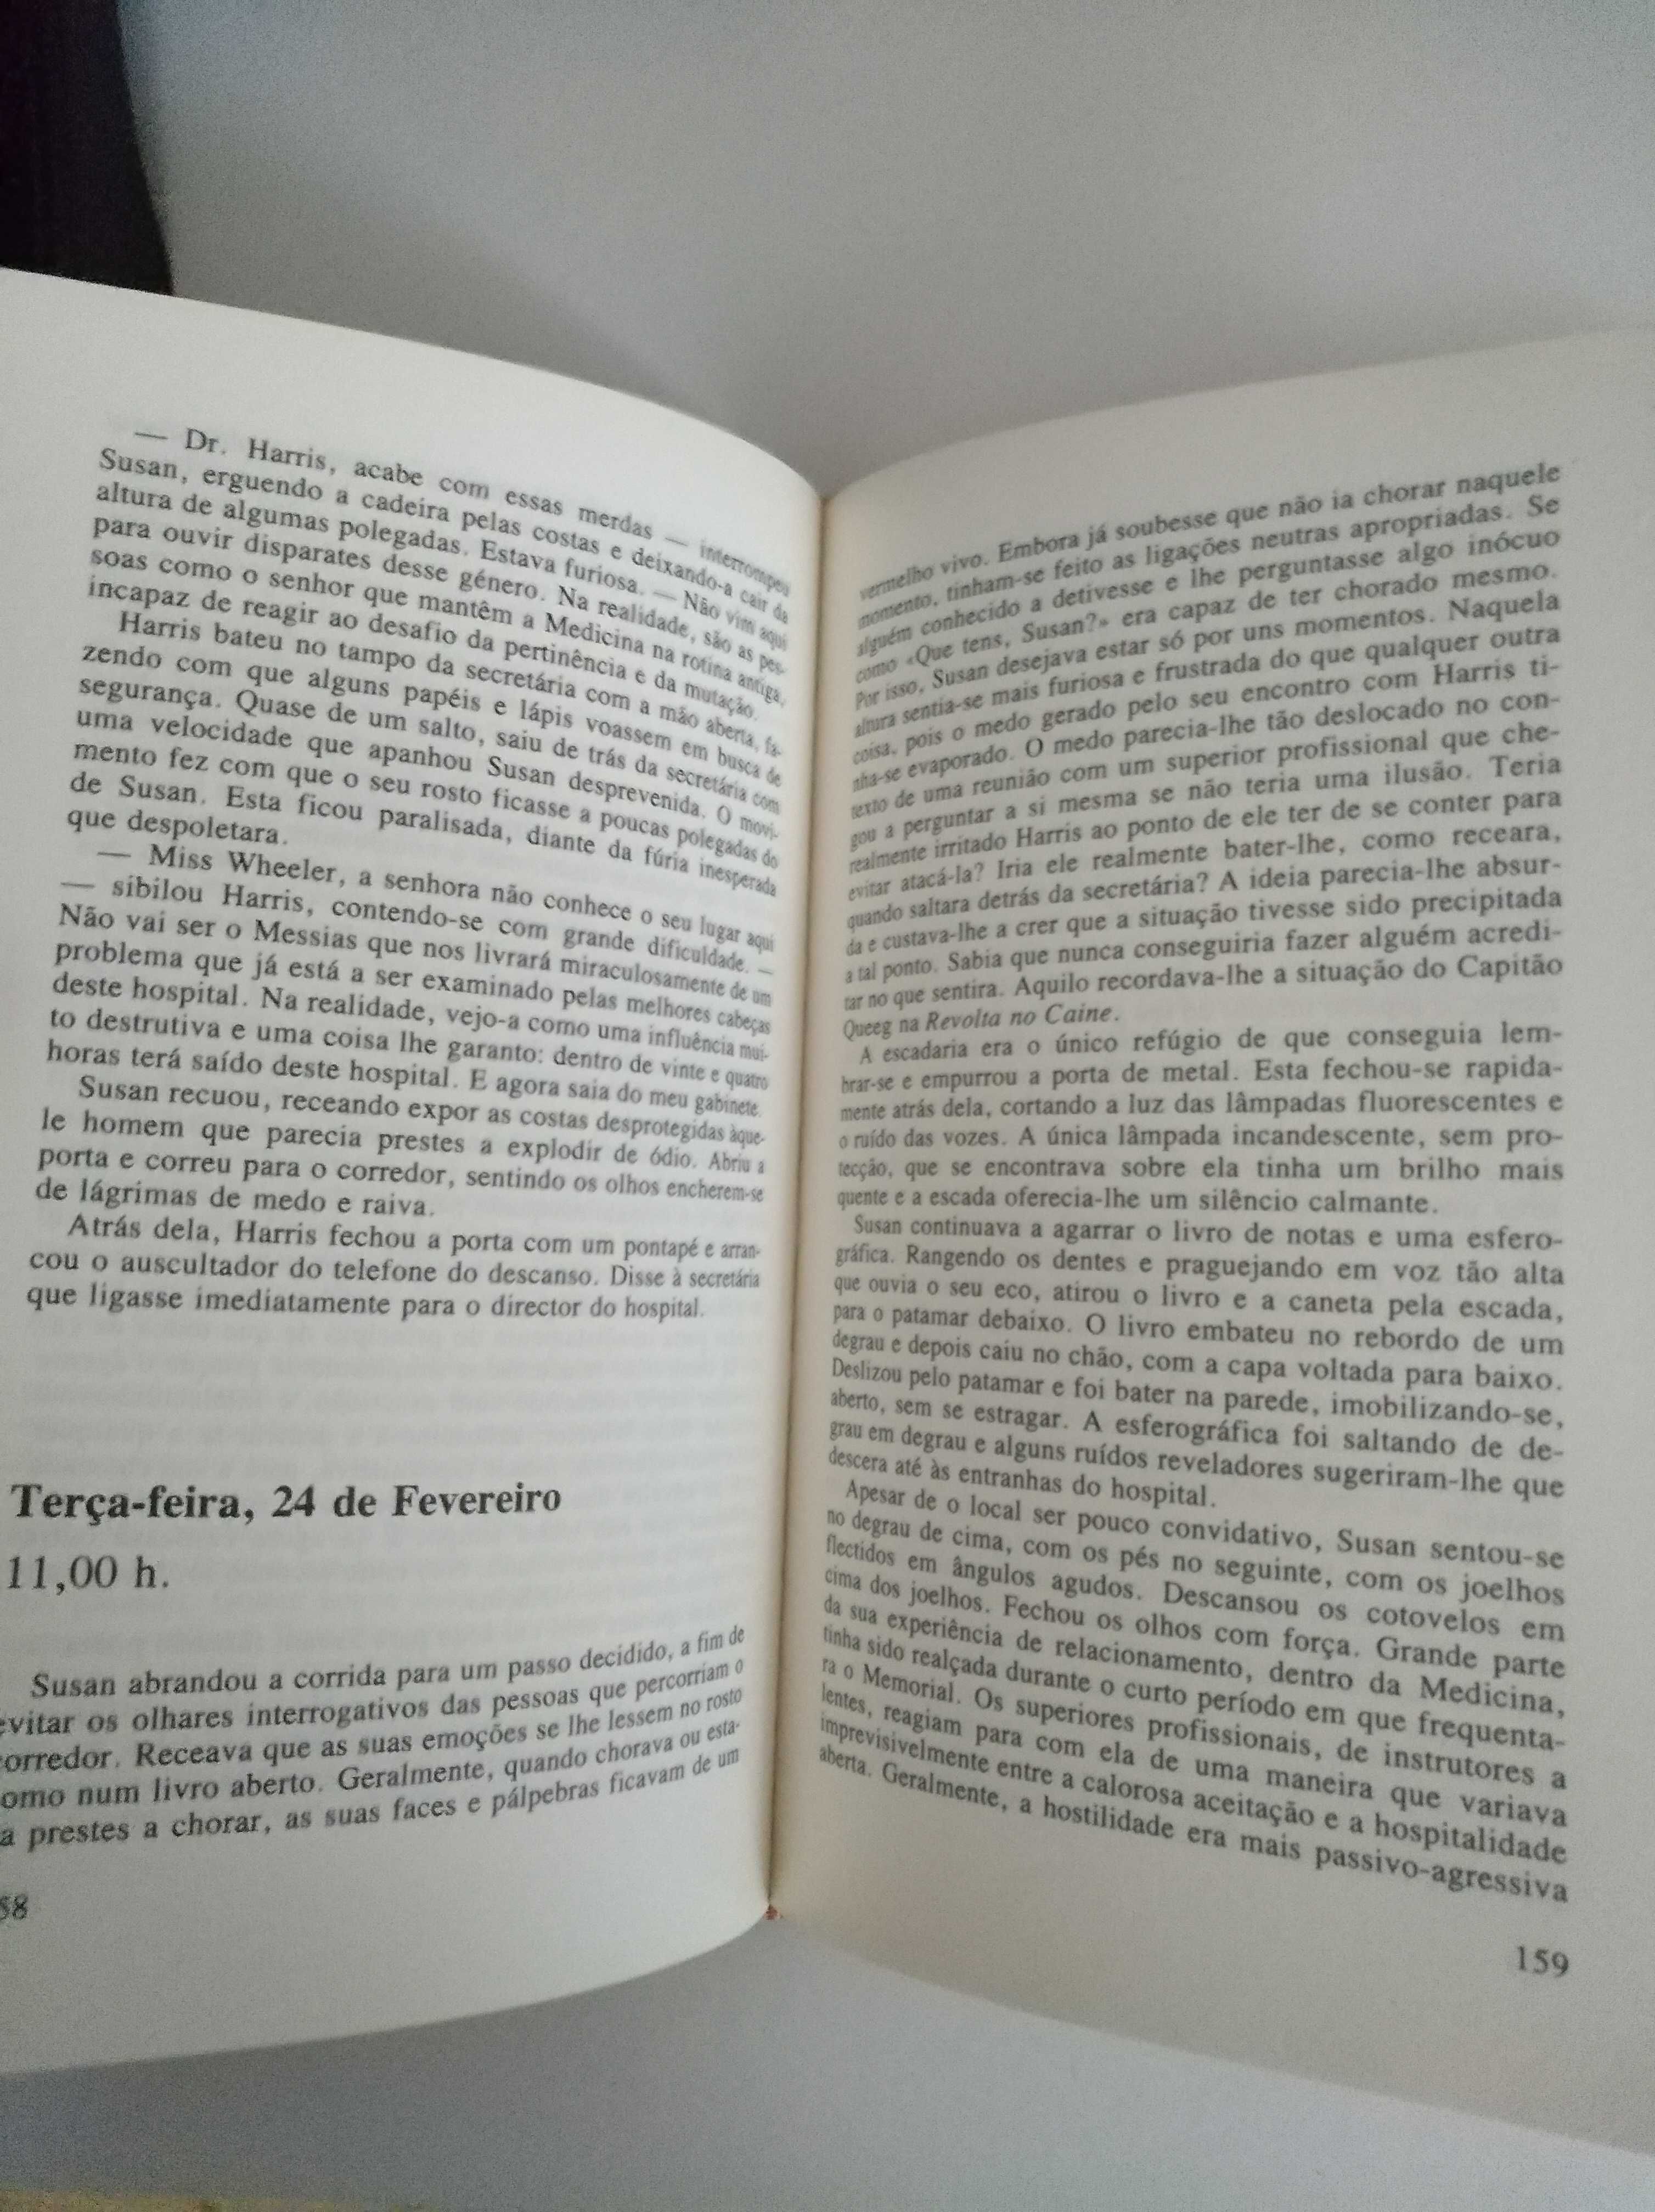 — Dr. Harris, acabe com essas merdas — interrompeu
Susan, erguendo a cadeira pelas costas e deixando-a cair da
altura de algumas polegadas. Estava furiosa. — Não vim aqui
para ouvir disparates desse género. Na realidade, são as pes-
soas como o senhor que mantêm a Medicina na rotina antiga,
incapaz de reagir ao desafio da pertinência e da mutação.
Harris bateu no tampo da secretária com a mão aberta, fa-
zendo com que alguns papéis e lápis voassem em busca de
segurança. Quase de um salto, saiu de trás da secretária com
uma velocidade que apanhou Susan desprevenida. O movi-
mento fez com que o seu rosto ficasse a poucas polegadas do
de Susan. Esta ficou paralisada, diante da fúria inesperada
que despoletara.
— Miss Wheeler, a senhora não conhece o seu lugar aqui
— sibilou Harris, contendo-se com grande dificuldade. —
Não vai ser o Messias que nos livrará miraculosamente de um
problema que já está a ser examinado pelas melhores cabeças
deste hospital. Na realidade, vejo-a como uma influência mui-
to destrutiva e uma coisa lhe garanto: dentro de vinte e quatro
horas terá saído deste hospital. E agora saia do meu gabinete.
Susan recuou, receando expor as costas desprotegidas àque-
le homem que parecia prestes a explodir de ódio. Abriu a
porta e correu para o corredor, sentindo os olhos encherem-se
de lágrimas de medo e raiva.
Atrás dela, Harris fechou a porta com um pontapé e arran-
cou o auscultador do telefone do descanso. Disse à secretária
que ligasse imediatamente para o director do hospital.
Terça-feira, 24 de Fevereiro
11,00 h.
Susan abrandou a corrida para um passo decidido, a fim de
evitar os olhares interrogativos das pessoas que percorriam o
orredor. Receava que as suas emoções se lhe lessem no rosto
omo num livro aberto. Geralmente, quando chorava ou esta-
a prestes a chorar, as suas faces e pálpebras ficavam de um
58
vermelho vivo. Embora já soubesse que não ia chorar naquele
momento, tinham-se feito as ligações neutras apropriadas. Se
alguém conhecido a detivesse e lhe perguntasse algo inócuo
como «Que tens, Susan?» era capaz de ter chorado mesmo.
Por isso, Susan desejava estar só por uns momentos. Naquela
altura sentia-se mais furiosa e frustrada do que qualquer outra
coisa, pois o medo gerado pelo seu encontro com Harris ti-
nha-se evaporado. O medo parecia-lhe tão deslocado no con-
texto de uma reunião com um superior profissional que che-
gou a perguntar a si mesma se não teria uma ilusão. Teria
realmente irritado Harris ao ponto de ele ter de se conter para
evitar atacá-la? Iria ele realmente bater-lhe, como receara,
quando saltara detrás da secretária? A ideia parecia-lhe absur-
da e custava-lhe a crer que a situação tivesse sido precipitada
a tal ponto. Sabia que nunca conseguiria fazer alguém acredi-
tar no que sentira. Aquilo recordava-lhe a situação do Capitão
Queeg na Revolta no Caine.
A escadaria era o único refúgio de que conseguia lem-
brar-se e empurrou a porta de metal. Esta fechou-se rapida-
mente atrás dela, cortando a luz das lâmpadas fluorescentes e
o ruído das vozes. A única lâmpada incandescente, sem pro-
tecção, que se encontrava sobre ela tinha um brilho mais
quente e a escada oferecia-lhe um silêncio calmante.
Susan continuava a agarrar o livro de notas e uma esfero-
gráfica. Rangendo os dentes e praguejando em voz tão alta
que ouvia o seu eco, atirou o livro e a caneta pela escada,
para o patamar debaixo. O livro embateu no rebordo de um
degrau e depois caíu no chão, com a capa voltada para baixo.
Deslizou pelo patamar e foi bater na parede, imobilizando-se,
aberto, sem se estragar. A esferográfica foi saltando de de-
grau em degrau e alguns ruídos reveladores sugeriram-lhe que
descera até às entranhas do hospital.
Apesar de o local ser pouco convidativo, Susan sentou-se
no degrau de cima, com os pés no seguinte, com os joelhos
flectidos em ângulos agudos. Descansou os cotovelos em
cima dos joelhos. Fechou os olhos com força. Grande parte
da sua experiência de relacionamento, dentro da Medicina,
tinha sido realçada durante o curto período em que frequenta-
ra o Memorial. Os superiores profissionais, de instrutores a
lentes, reagiam para com ela de uma maneira que variava
imprevisivelmente entre a calorosa aceitação e a hospitalidade
aberta. Geralmente, a hostilidade era mais passivo-agressiva
159